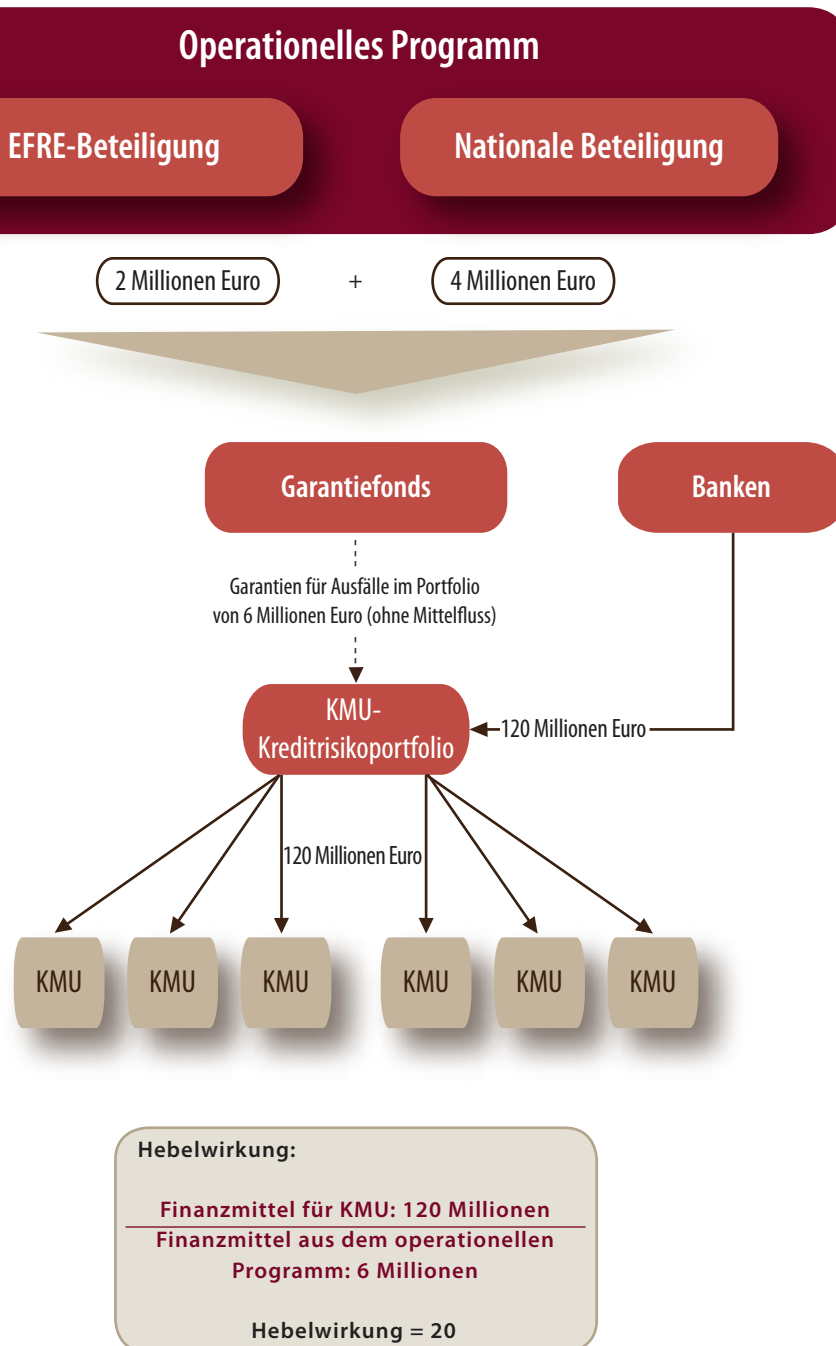 Operationelles Programm
EFRE-Beteiligung
Nationale Beteiligung
2 Millionen Euro
+
4 Millionen Euro
Garantiefonds
Banken
Garantien für Ausfälle im Portfolio
von 6 Millionen Euro (ohne Mittelfluss)
KMU-
Kreditrisikoportfolio
120 Millionen Euro
120 Millionen Euro
KMU
KMU
KMU
KMU
KMU
KMU
Hebelwirkung:
Finanzmittel für KMU: 120 Millionen
Finanzmittel aus dem operationellen
Programm: 6 Millionen
Hebelwirkung = 20